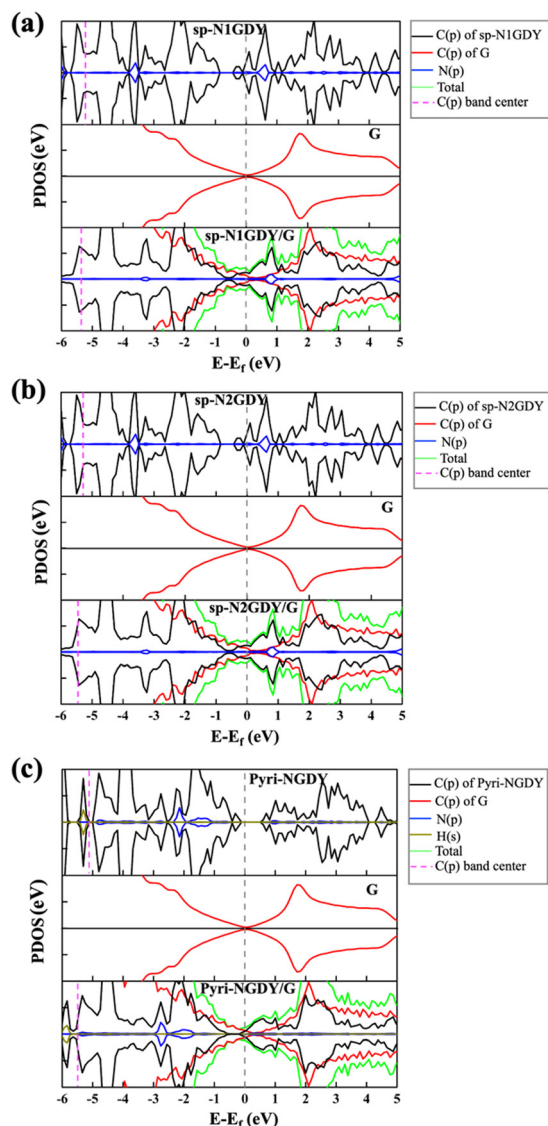 (a)
sp-N1GDY
C(p) of sp-N1GDY
C(p) of G
N(p)
Total
C(p) band center
G
PDOS (eV)
sp-N1GDY/G
-6 -5 -4 -3 -2 -1 0 1 2 3 4 5
E-Ef (eV)
(b)
sp-N2GDY
C(p) of sp-N2GDY
C(p) of G
N(p)
Total
C(p) band center
G
PDOS (eV)
sp-N2GDY/G
-6 -5 -4 -3 -2 -1 0 1 2 3 4 5
E-Ef (eV)
(c)
Pyri-NGDY
C(p) of Pyri-NGDY
C(p) of G
N(p)
H(s)
Total
C(p) band center
G
PDOS (eV)
Pyri-NGDY/G
-6 -5 -4 -3 -2 -1 0 1 2 3 4 5
E-Ef (eV)